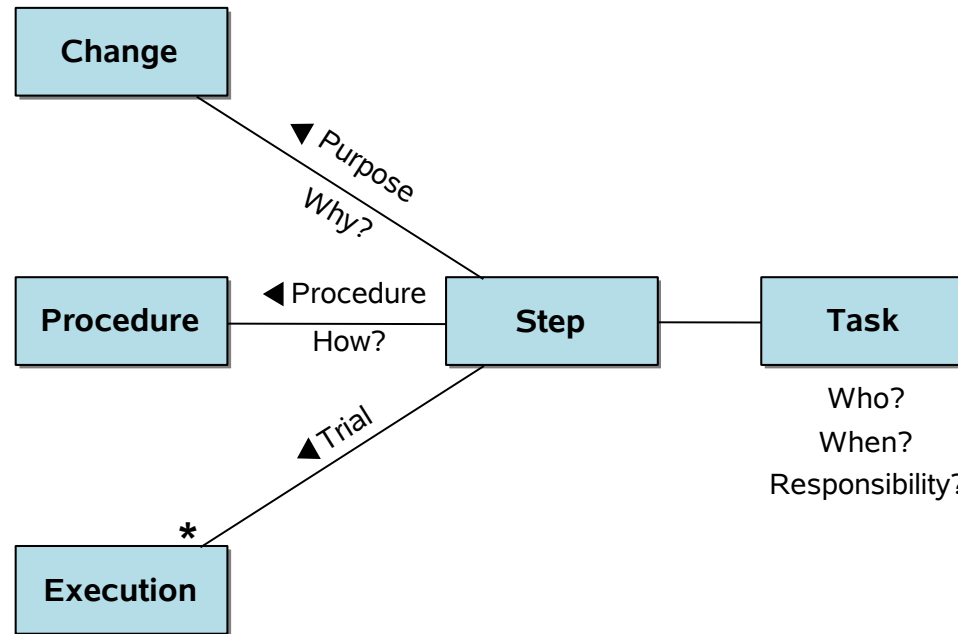 Change
◀ Purpose
Why?
Procedure
◀ Procedure
How?
Step
Task
Who?
When?
Responsibility?
◀ Trial
*
Execution